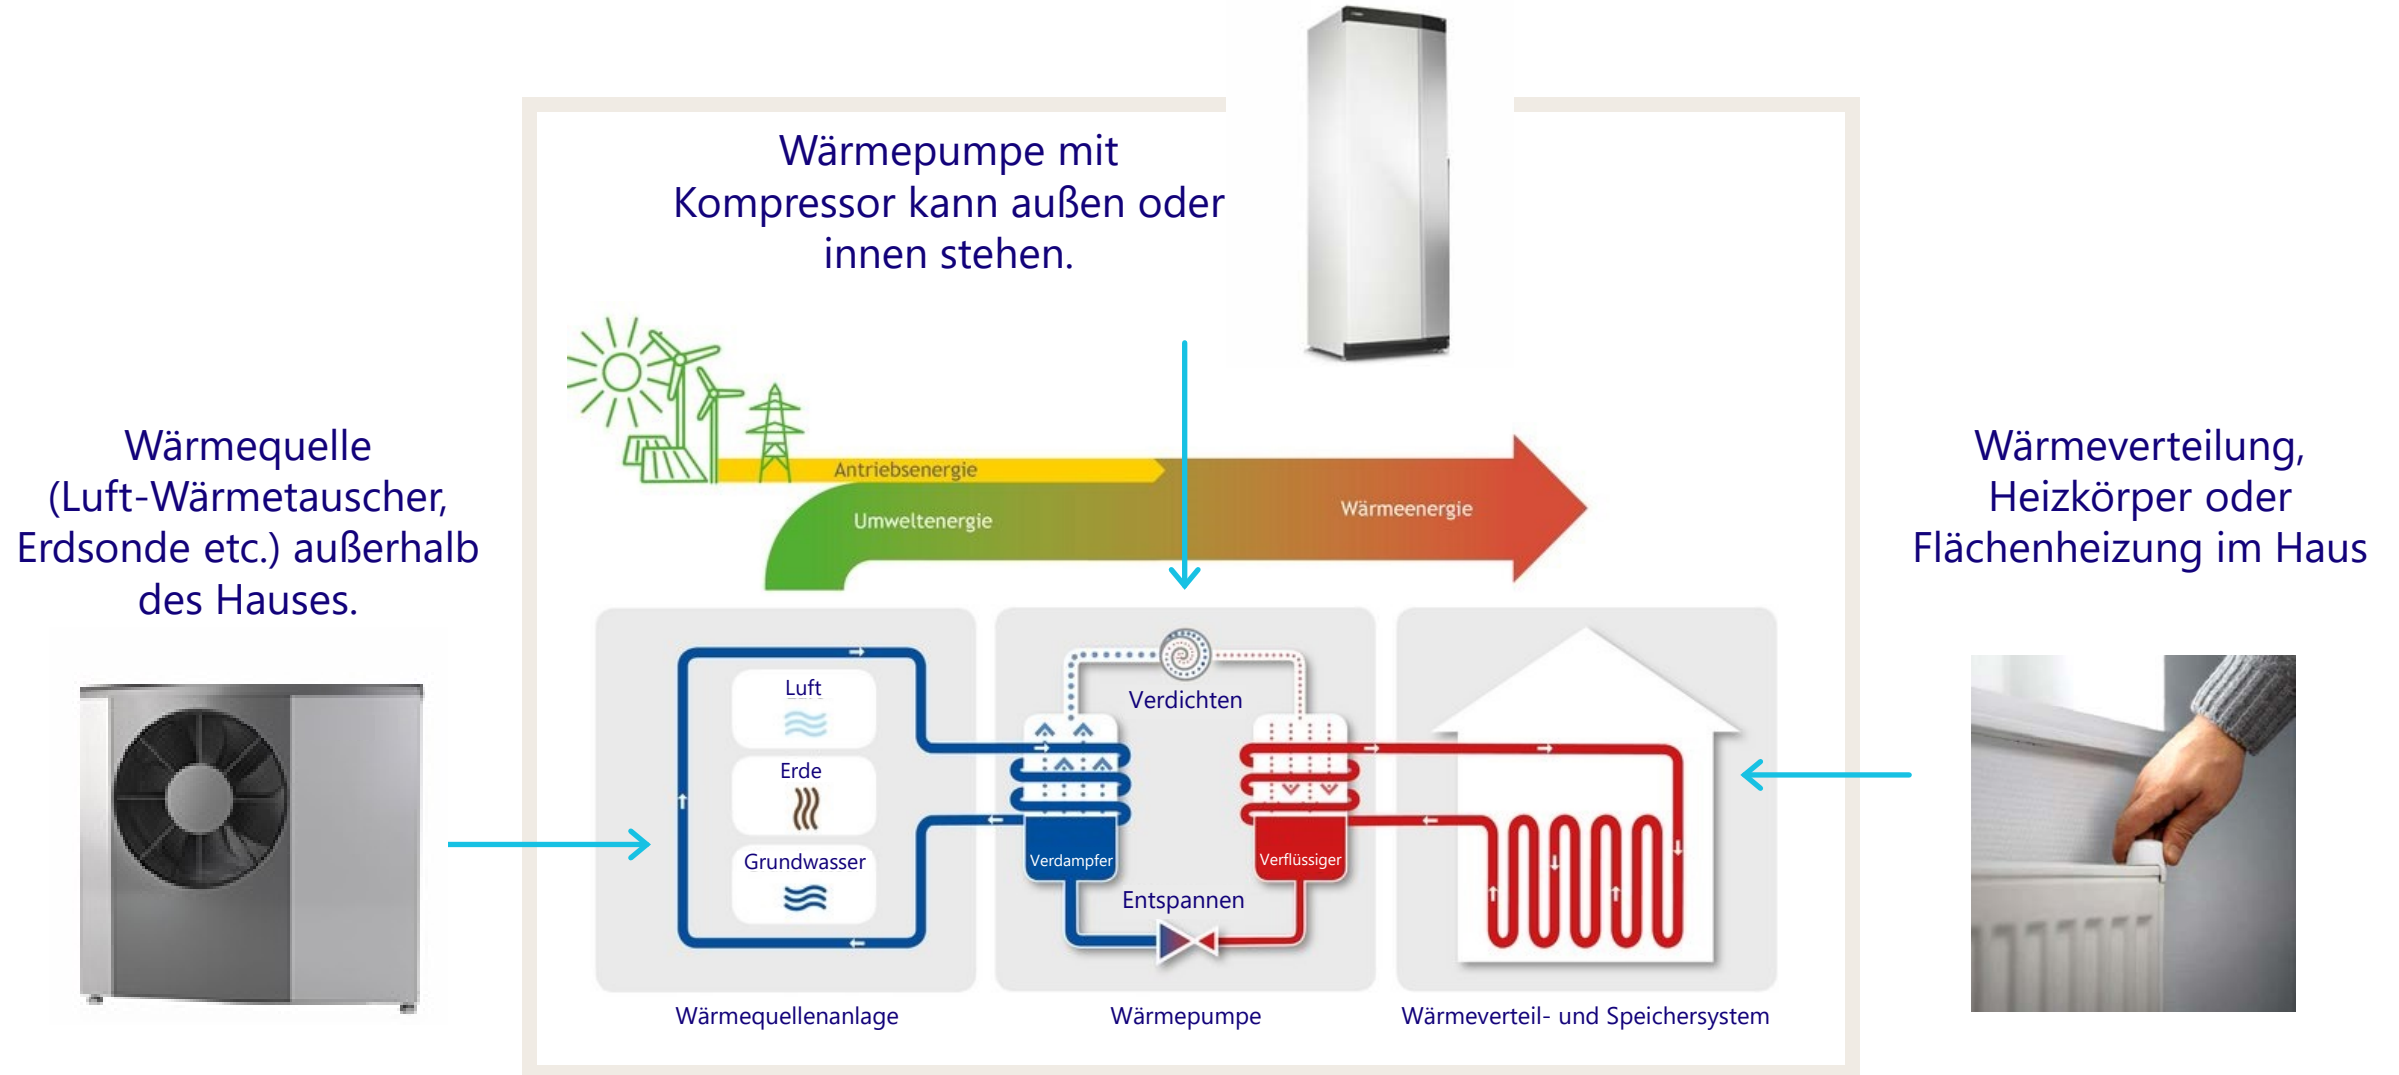 Wärmepumpe mit
Kompressor kann außen oder
innen stehen.
Wärmequelle
(Luft-Wärmetauscher,
Erdsonde etc.) außerhalb
des Hauses.
Antriebsenergie
Umweltenergie
Wärmeenergie
Wärmeverteilung,
Heizkörper oder
Flächenheizung im Haus
Luft
Erde
Grundwasser
Verdichten
Verdampfer
Verflüssiger
Entspannen
Wärmequellenanlage
Wärmepumpe
Wärmeverteil- und Speichersystem